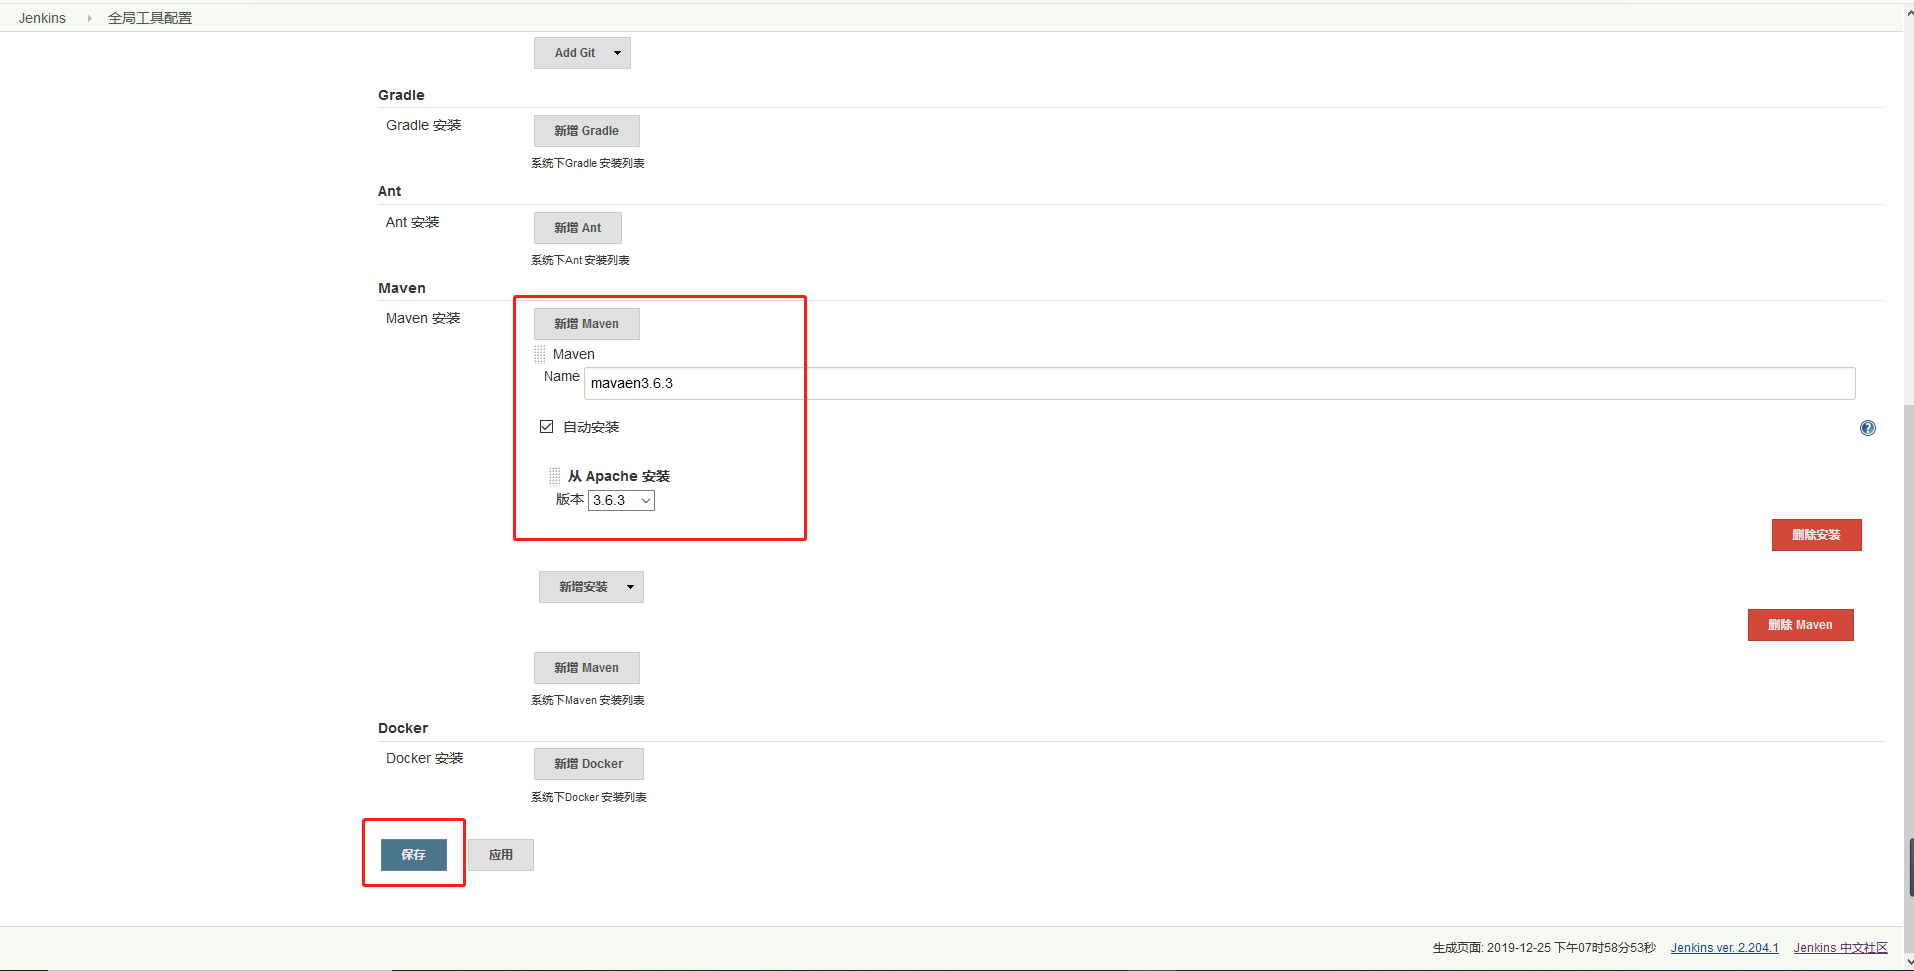 Jenkins 全局工具配置
Add Git
Gradle
Gradle 安装
新增 Gradle
系统下Gradle 安装列表
Ant
Ant 安装
新增 Ant
系统下Ant 安装列表
Maven
Maven 安装
新增 Maven
Maven
Name mavaen3.6.3
自动安装
从 Apache 安装
版本 3.6.3
删除安装
新增安装
删除 Maven
新增 Maven
系统下Maven 安装列表
Docker
Docker 安装
新增 Docker
系统下Docker 安装列表
保存 应用
生成页面: 2019-12-25 下午07时58分53秒 Jenkins ver. 2.204.1 Jenkins 中文社区